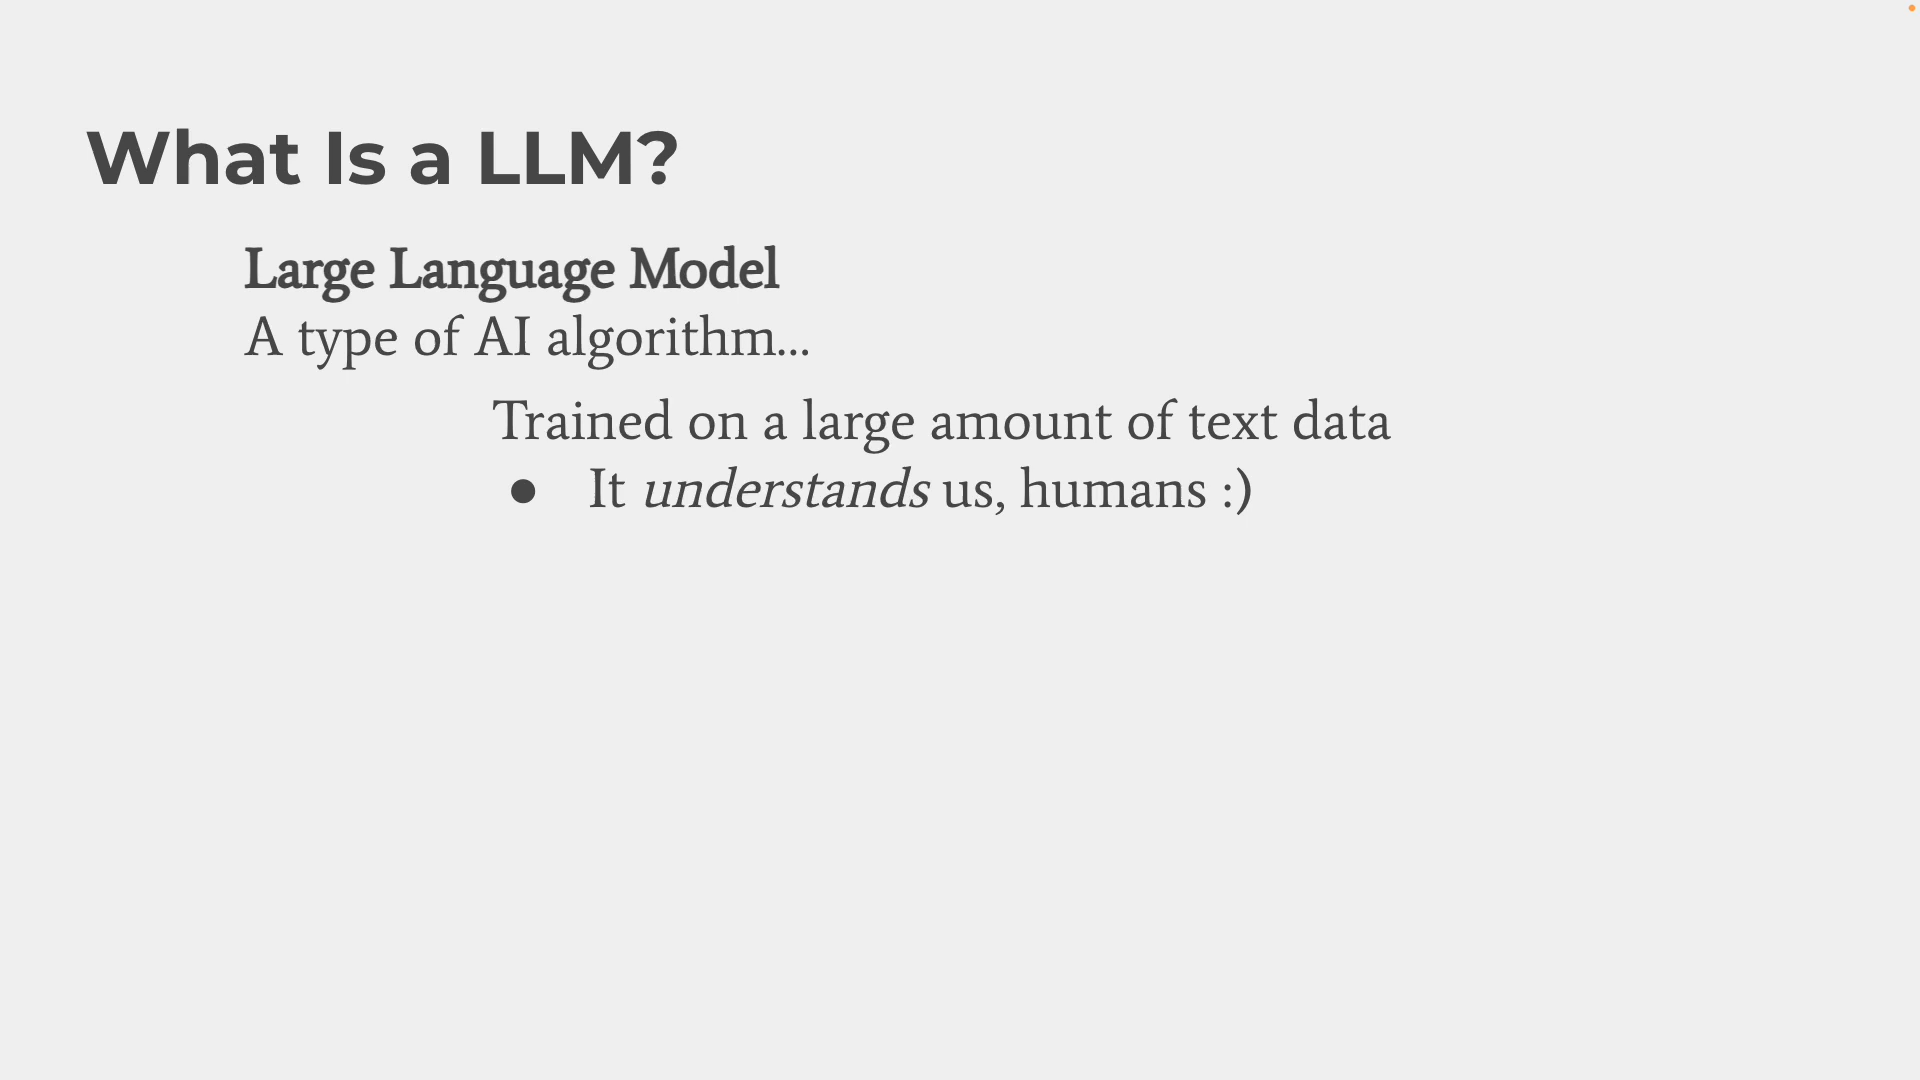 What Is a LLM?
Large Language Model
A type of AI algorithm...
Trained on a large amount of text data
● It understands us, humans :)